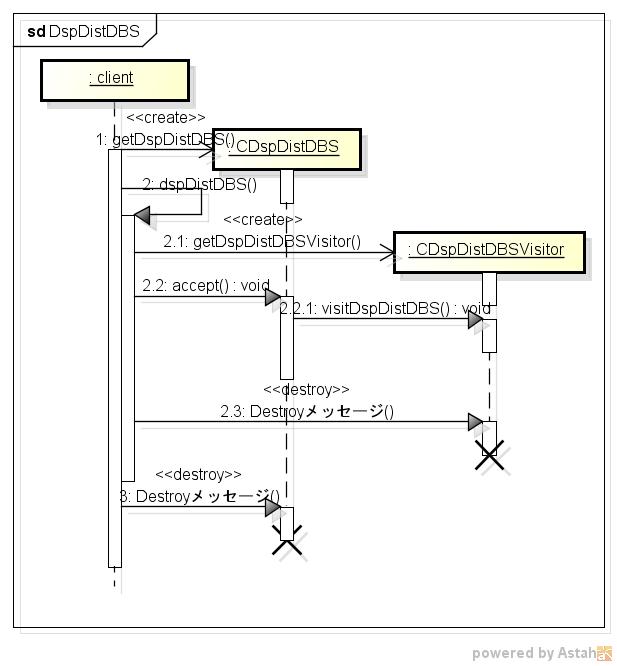 sd DspDistDBS
: client
<<create>>
1: getDspDistDBS()
: CDspDistDBS
2: dspDistDBS()
<<create>>
2.1: getDspDistDBSVisitor()
: CDspDistDBSVisitor
2.2: accept() : void
2.2.1: visitDspDistDBS() : void
<<destroy>>
2.3: Destroyメッセージ()
<<destroy>>
3: Destroyメッセージ()
powered by Astah